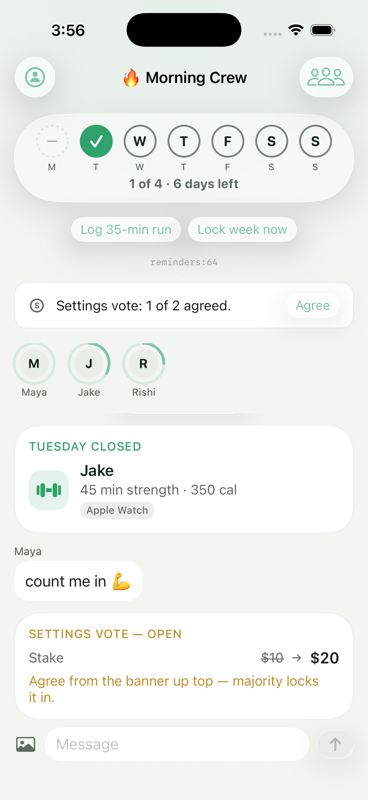 3:56
🔥 Morning Crew
W T F S S
M T W T F S S
1 of 4 · 6 days left
Log 35-min run Lock week now
reminders:64
Settings vote: 1 of 2 agreed. Agree
M J R
Maya Jake Rishi
TUESDAY CLOSED
Jake
45 min strength · 350 cal
Apple Watch
Maya
count me in 💪
SETTINGS VOTE — OPEN
Stake $10 → $20
Agree from the banner up top — majority locks
it in.
Message